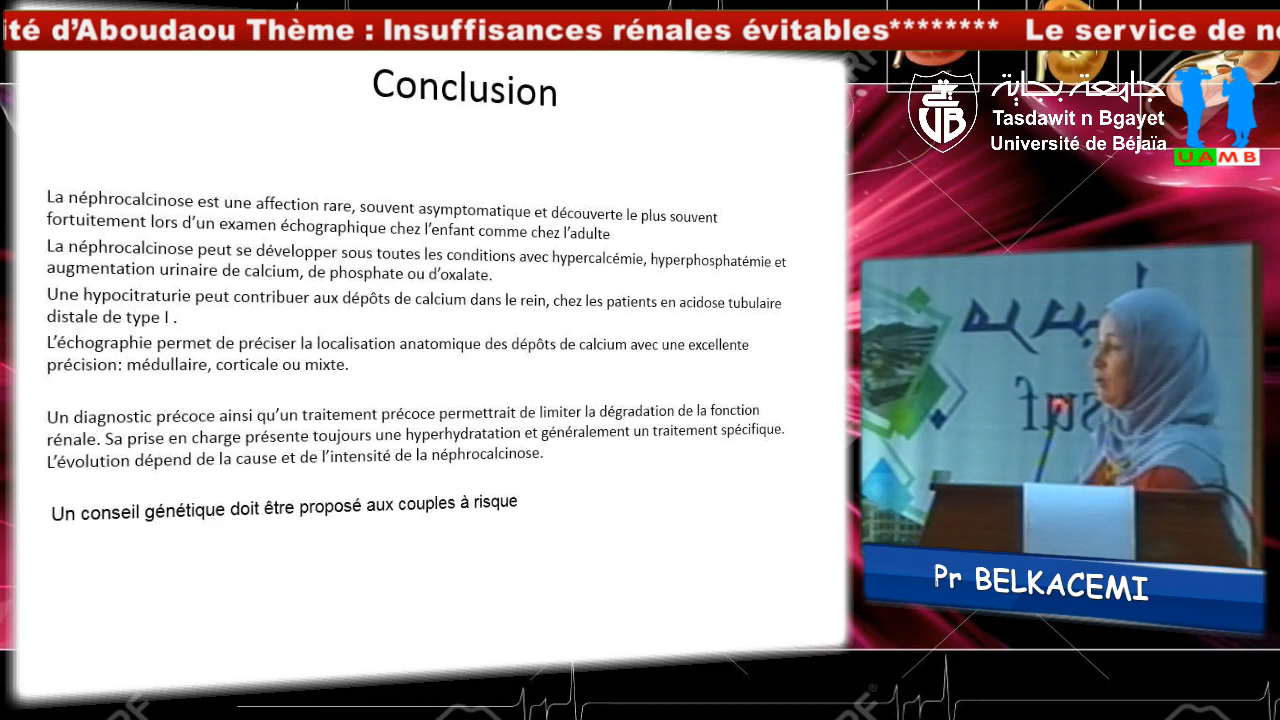 ité d’Aboudaou Thème : Insuffisances rénales évitables******** Le service de né
Conclusion
La néphrocalcinose est une affection rare, souvent asymptomatique et découverte le plus souvent
fortuitement lors d’un examen échographique chez l’enfant comme chez l’adulte
La néphrocalcinose peut se développer sous toutes les conditions avec hypercalcémie, hyperphosphatémie et
augmentation urinaire de calcium, de phosphate ou d’oxalate.
Une hypocitraturie peut contribuer aux dépôts de calcium dans le rein, chez les patients en acidose tubulaire
distale de type I .
L’échographie permet de préciser la localisation anatomique des dépôts de calcium avec une excellente
précision: médullaire, corticale ou mixte.
Un diagnostic précoce ainsi qu’un traitement précoce permettrait de limiter la dégradation de la fonction
rénale. Sa prise en charge présente toujours une hyperhydratation et généralement un traitement spécifique.
L’évolution dépend de la cause et de l’intensité de la néphrocalcinose.
Un conseil génétique doit être proposé aux couples à risque
جامعة بجاية
Tasdawit n Bgayet
Université de Béjaïa
UAMB
Pr BELKACEMI